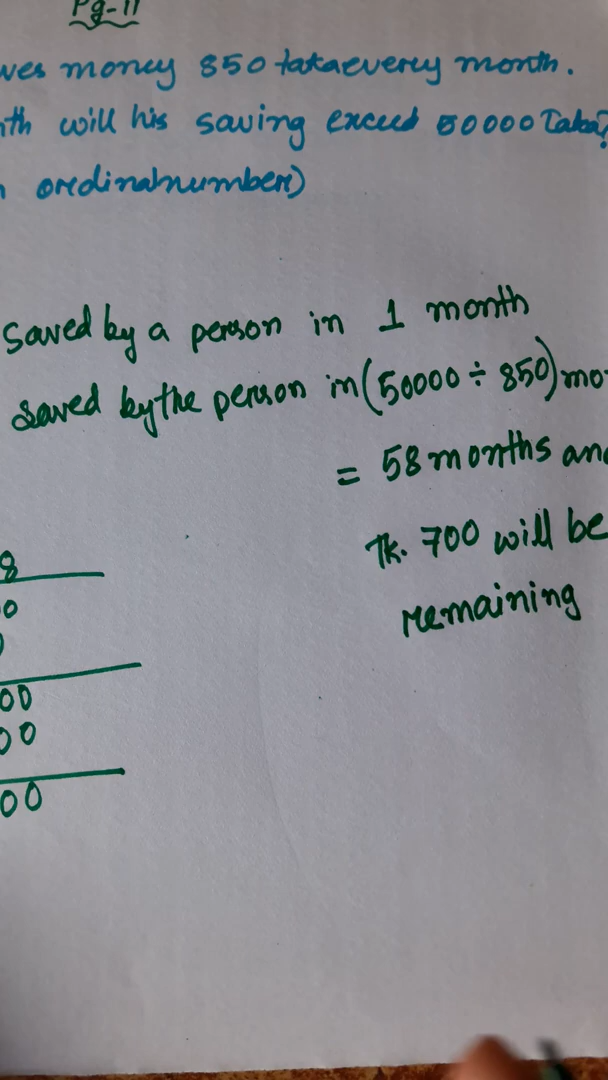 Pg-11
ves money 850 taka every month.
nth will his saving exceed 50000 Taka?
n ordinal number)
saved by a person in 1 month
saved by the person in (50000 ÷ 850) mo
= 58 months and
Tk. 700 will be
remaining
8
0
00
00
00